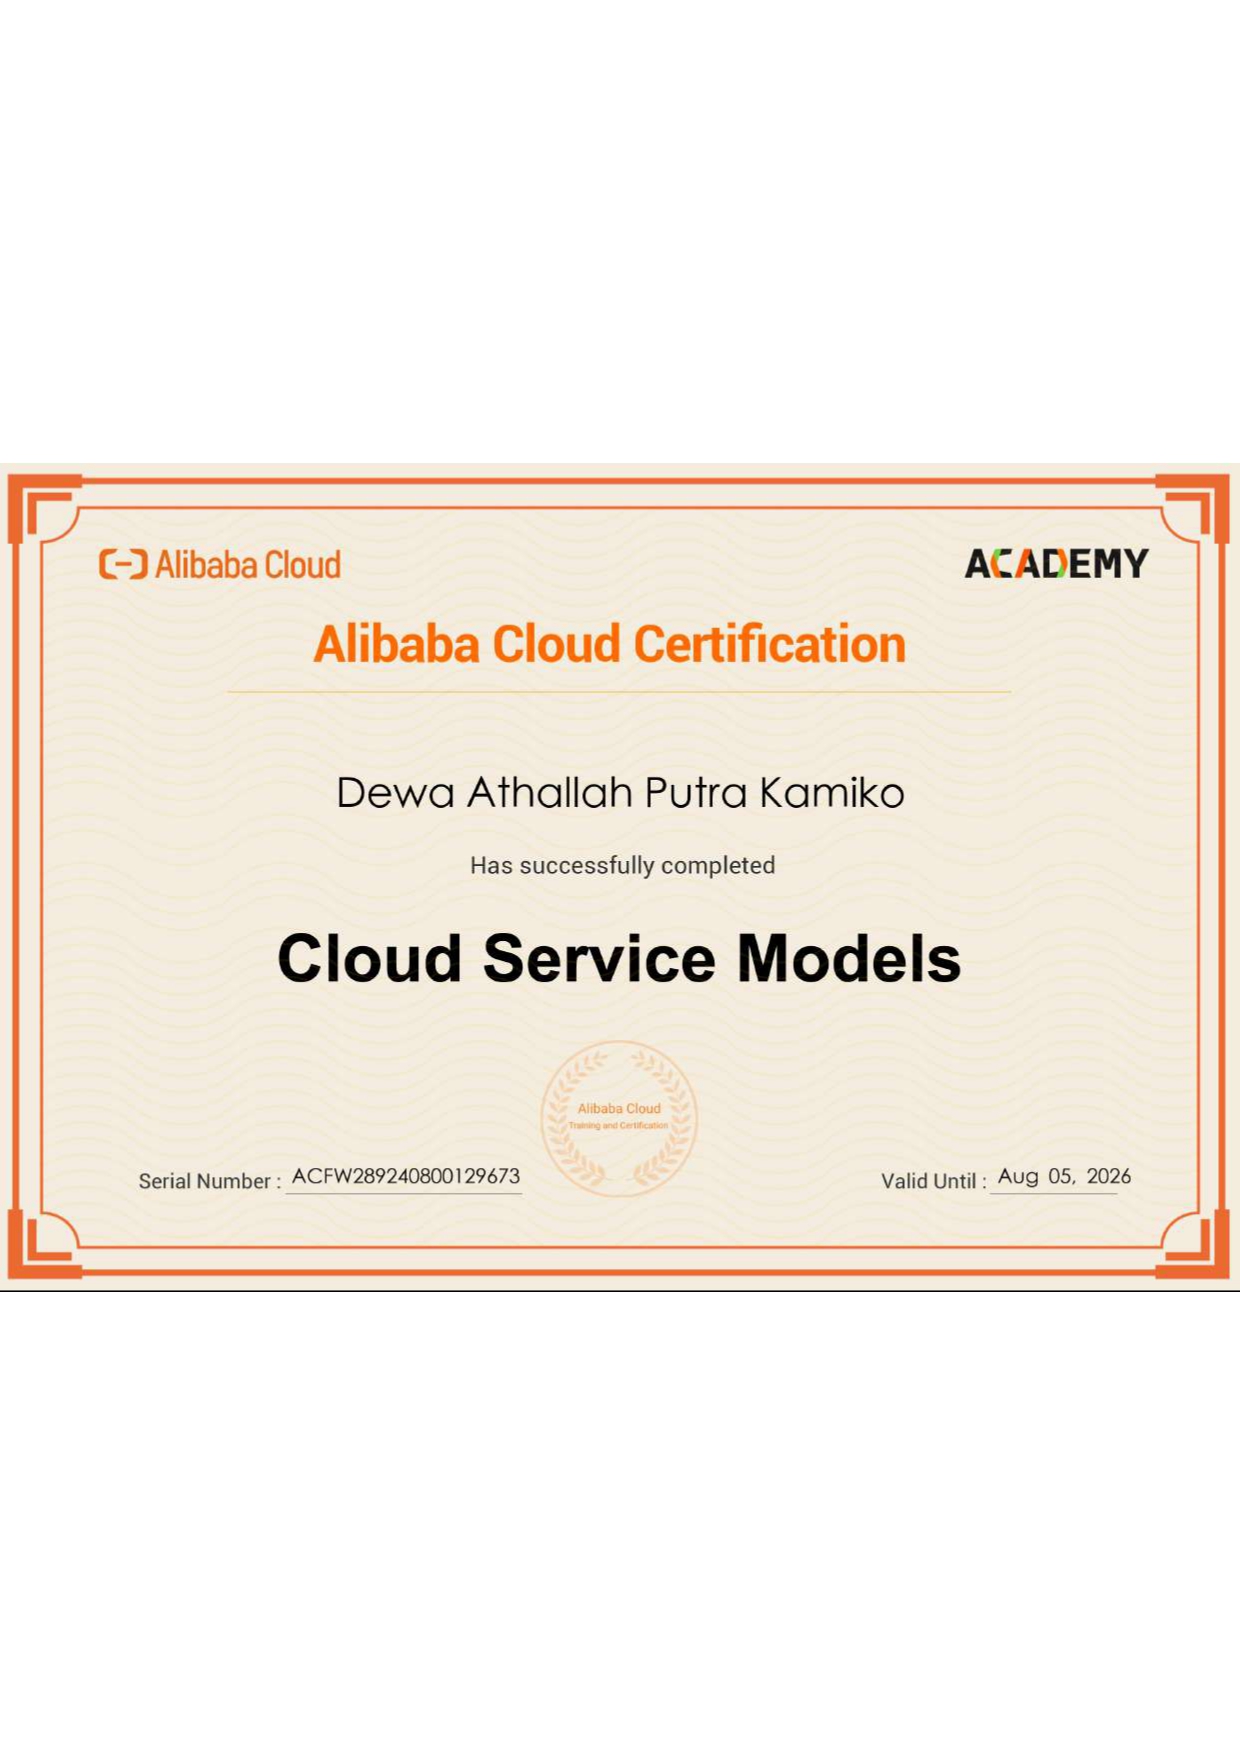 Alibaba Cloud
ACADEMY
Alibaba Cloud Certification
Dewa Athallah Putra Kamiko
Has successfully completed
Cloud Service Models
Alibaba Cloud
Training and Certification
Serial Number : ACFW289240800129673
Valid Until : Aug 05, 2026